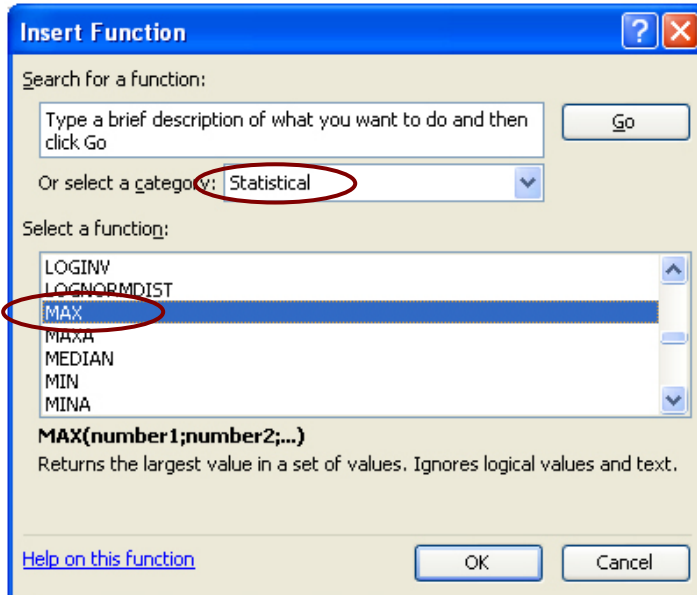 Insert Function
Search for a function:
Type a brief description of what you want to do and then
click Go
Go
Or select a category: Statistical
Select a function:
LOGINV
LOGNORMDIST
MAX
MAXA
MEDIAN
MIN
MINA
MAX(number1;number2;...)
Returns the largest value in a set of values. Ignores logical values and text.
Help on this function
OK
Cancel